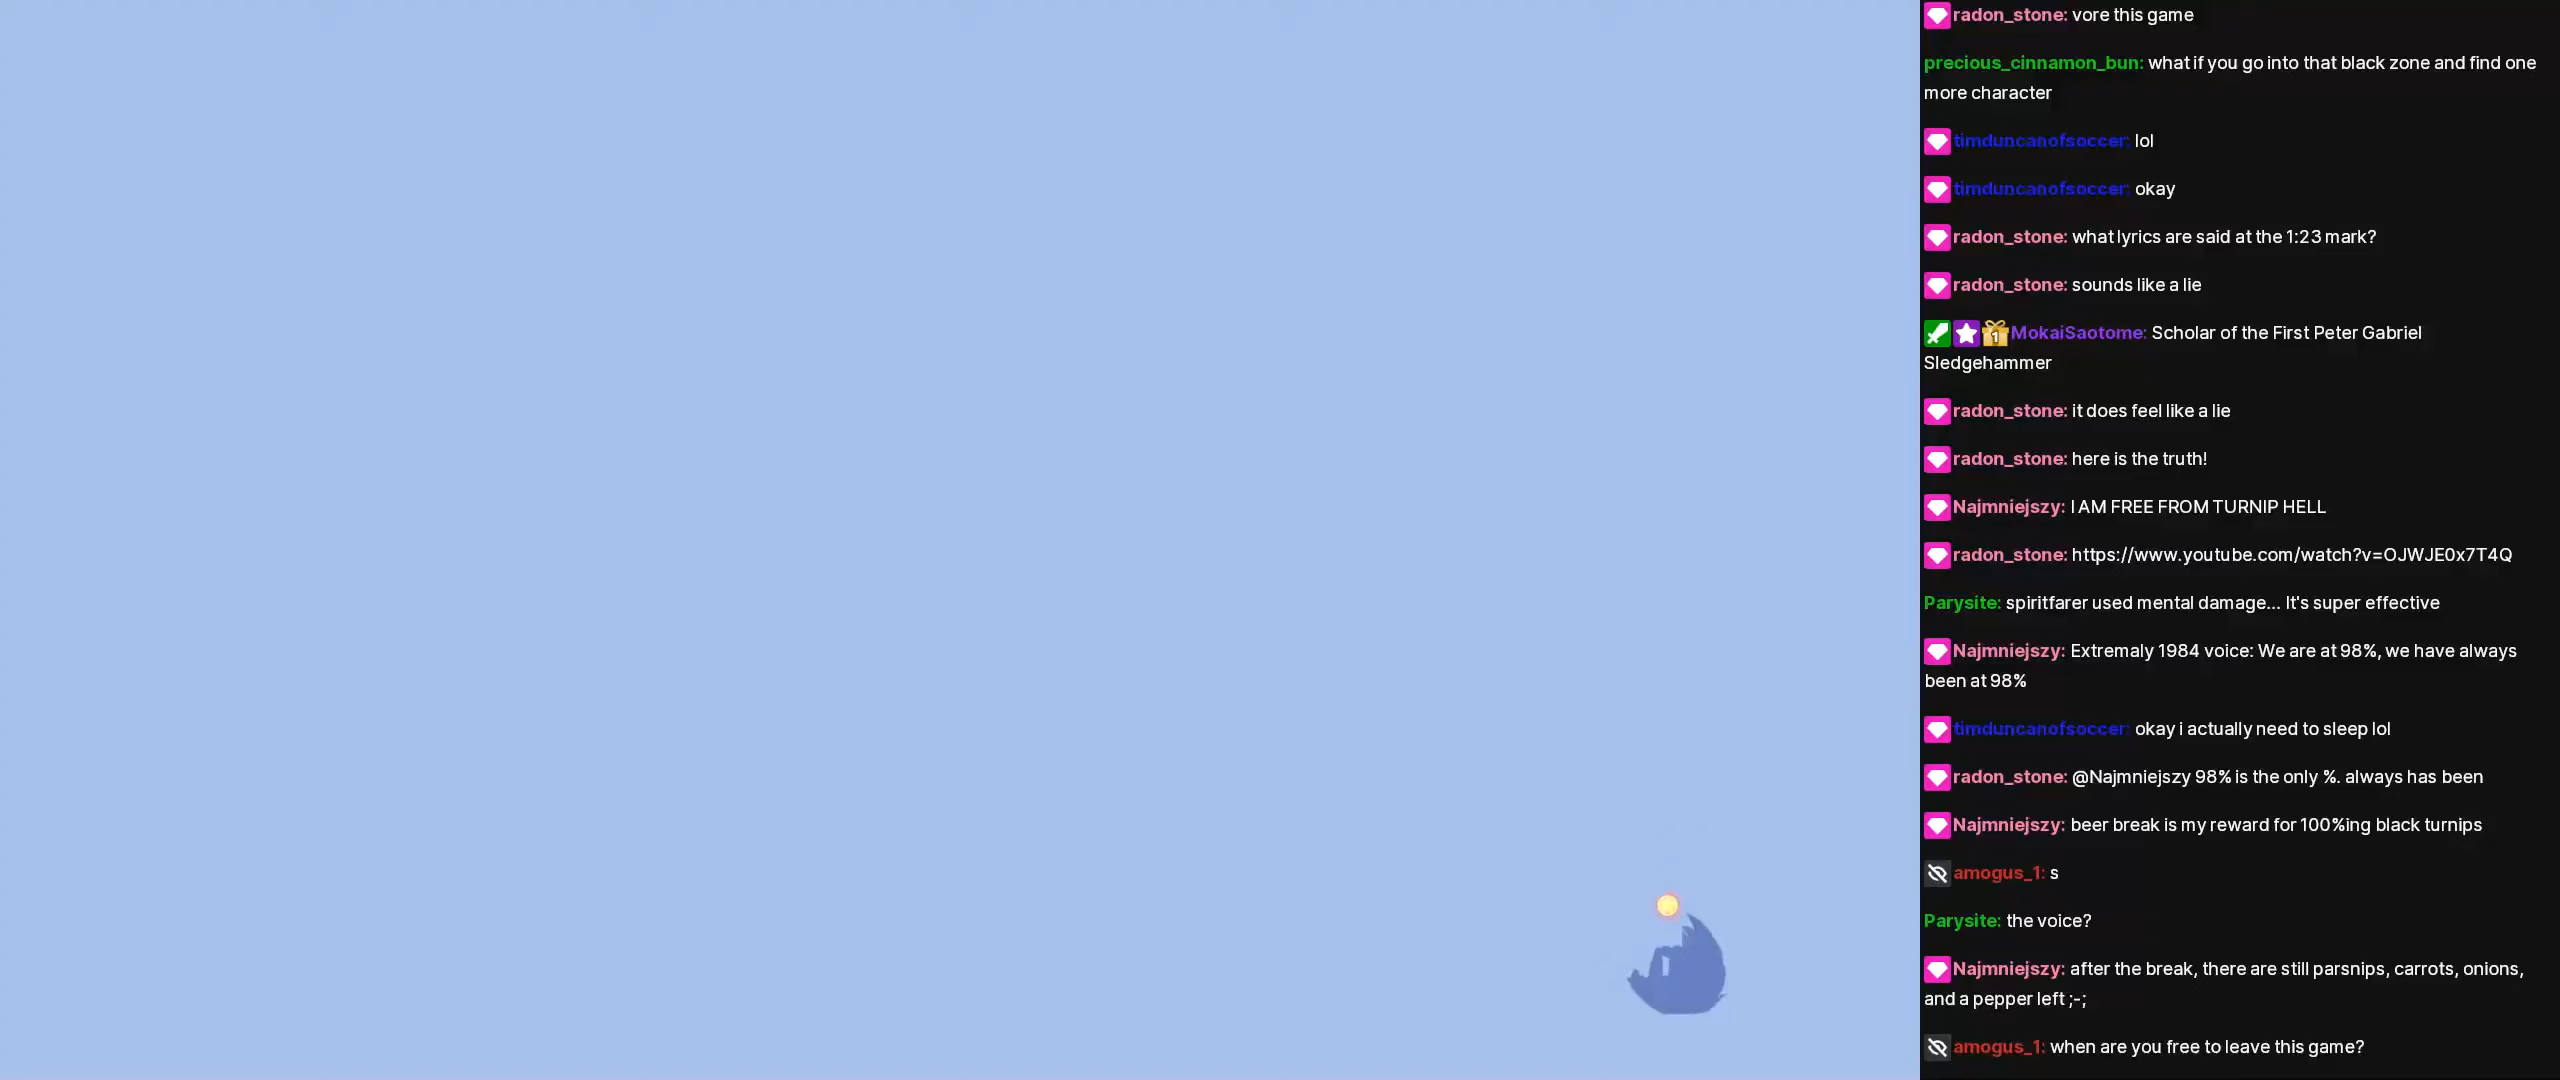 radon_stone: vore this game
precious_cinnamon_bun: what if you go into that black zone and find one
more character
timduncanofsoccer: lol
timduncanofsoccer: okay
radon_stone: what lyrics are said at the 1:23 mark?
radon_stone: sounds like a lie
1 MokaiSaotome: Scholar of the First Peter Gabriel
Sledgehammer
radon_stone: it does feel like a lie
radon_stone: here is the truth!
Najmniejszy: I AM FREE FROM TURNIP HELL
radon_stone: https://www.youtube.com/watch?v=OJWJE0x7T4Q
Parysite: spiritfarer used mental damage... It's super effective
Najmniejszy: Extremaly 1984 voice: We are at 98%, we have always
been at 98%
timduncanofsoccer: okay i actually need to sleep lol
radon_stone: @Najmniejszy 98% is the only %. always has been
Najmniejszy: beer break is my reward for 100%ing black turnips
amogus_1: s
Parysite: the voice?
Najmniejszy: after the break, there are still parsnips, carrots, onions,
and a pepper left ;-;
amogus_1: when are you free to leave this game?